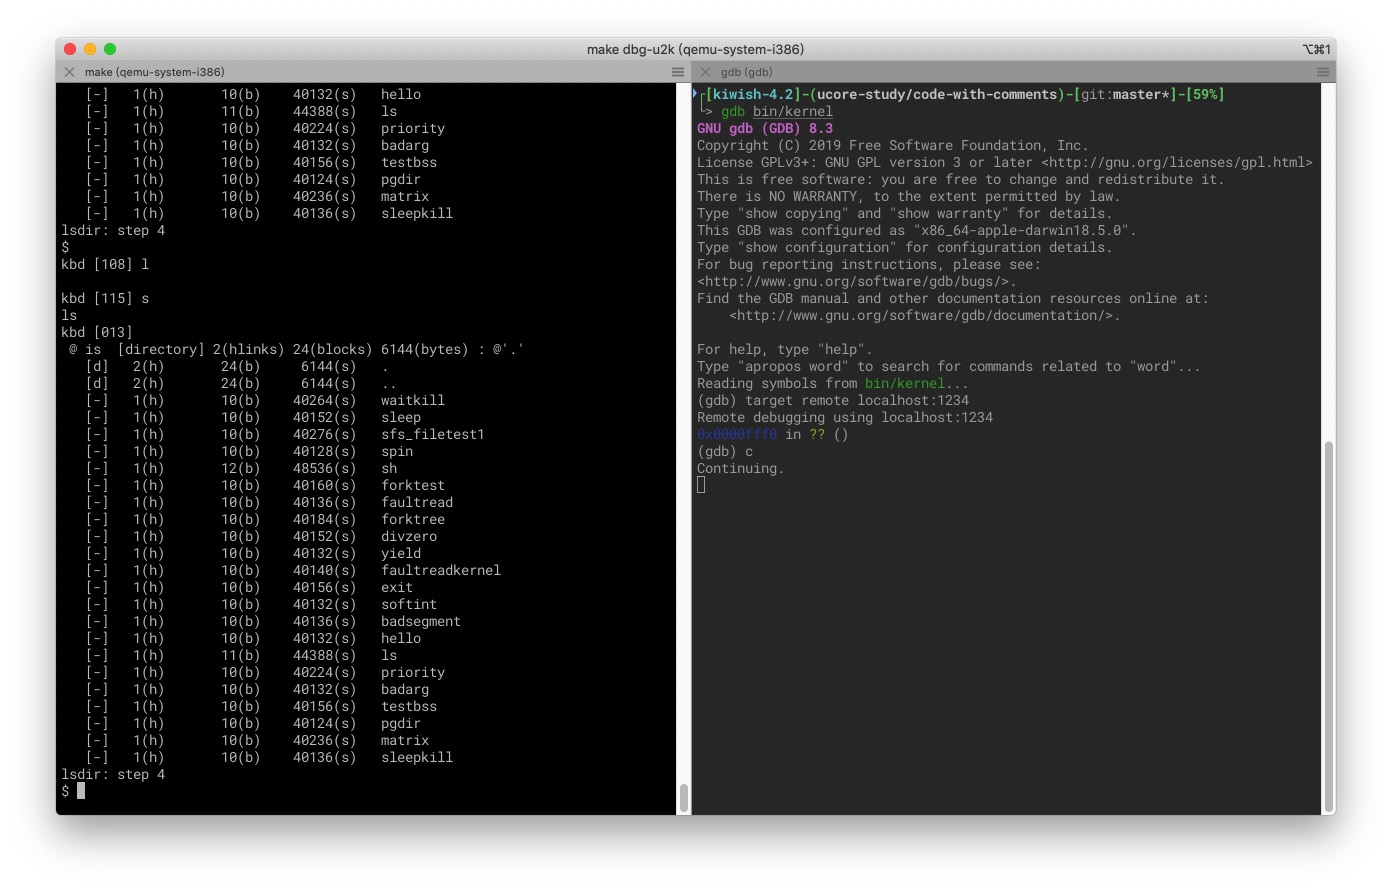 make dbg-u2k (qemu-system-i386)
⌥⌘1
make (qemu-system-i386)
[-] 1(h) 10(b) 40132(s) hello
[-] 1(h) 11(b) 44388(s) ls
[-] 1(h) 10(b) 40224(s) priority
[-] 1(h) 10(b) 40132(s) badarg
[-] 1(h) 10(b) 40156(s) testbss
[-] 1(h) 10(b) 40124(s) pgdir
[-] 1(h) 10(b) 40236(s) matrix
[-] 1(h) 10(b) 40136(s) sleepkill
lsdir: step 4
$
kbd [108] l
kbd [115] s
ls
kbd [013]
@ is [directory] 2(hlinks) 24(blocks) 6144(bytes) : @'.'
[d] 2(h) 24(b) 6144(s) .
[d] 2(h) 24(b) 6144(s) ..
[-] 1(h) 10(b) 40264(s) waitkill
[-] 1(h) 10(b) 40152(s) sleep
[-] 1(h) 10(b) 40276(s) sfs_filetest1
[-] 1(h) 10(b) 40128(s) spin
[-] 1(h) 12(b) 48536(s) sh
[-] 1(h) 10(b) 40160(s) forktest
[-] 1(h) 10(b) 40136(s) faultread
[-] 1(h) 10(b) 40184(s) forktree
[-] 1(h) 10(b) 40152(s) divzero
[-] 1(h) 10(b) 40132(s) yield
[-] 1(h) 10(b) 40140(s) faultreadkernel
[-] 1(h) 10(b) 40156(s) exit
[-] 1(h) 10(b) 40132(s) softint
[-] 1(h) 10(b) 40136(s) badsegment
[-] 1(h) 10(b) 40132(s) hello
[-] 1(h) 11(b) 44388(s) ls
[-] 1(h) 10(b) 40224(s) priority
[-] 1(h) 10(b) 40132(s) badarg
[-] 1(h) 10(b) 40156(s) testbss
[-] 1(h) 10(b) 40124(s) pgdir
[-] 1(h) 10(b) 40236(s) matrix
[-] 1(h) 10(b) 40136(s) sleepkill
lsdir: step 4
$
gdb (gdb)
┌[kiwish-4.2]-(ucore-study/code-with-comments)-[git:master*]-[59%]
└> gdb bin/kernel
GNU gdb (GDB) 8.3
Copyright (C) 2019 Free Software Foundation, Inc.
License GPLv3+: GNU GPL version 3 or later <http://gnu.org/licenses/gpl.html>
This is free software: you are free to change and redistribute it.
There is NO WARRANTY, to the extent permitted by law.
Type "show copying" and "show warranty" for details.
This GDB was configured as "x86_64-apple-darwin18.5.0".
Type "show configuration" for configuration details.
For bug reporting instructions, please see:
<http://www.gnu.org/software/gdb/bugs/>.
Find the GDB manual and other documentation resources online at:
<http://www.gnu.org/software/gdb/documentation/>.
For help, type "help".
Type "apropos word" to search for commands related to "word"...
Reading symbols from bin/kernel...
(gdb) target remote localhost:1234
Remote debugging using localhost:1234
0x0000fff0 in ?? ()
(gdb) c
Continuing.